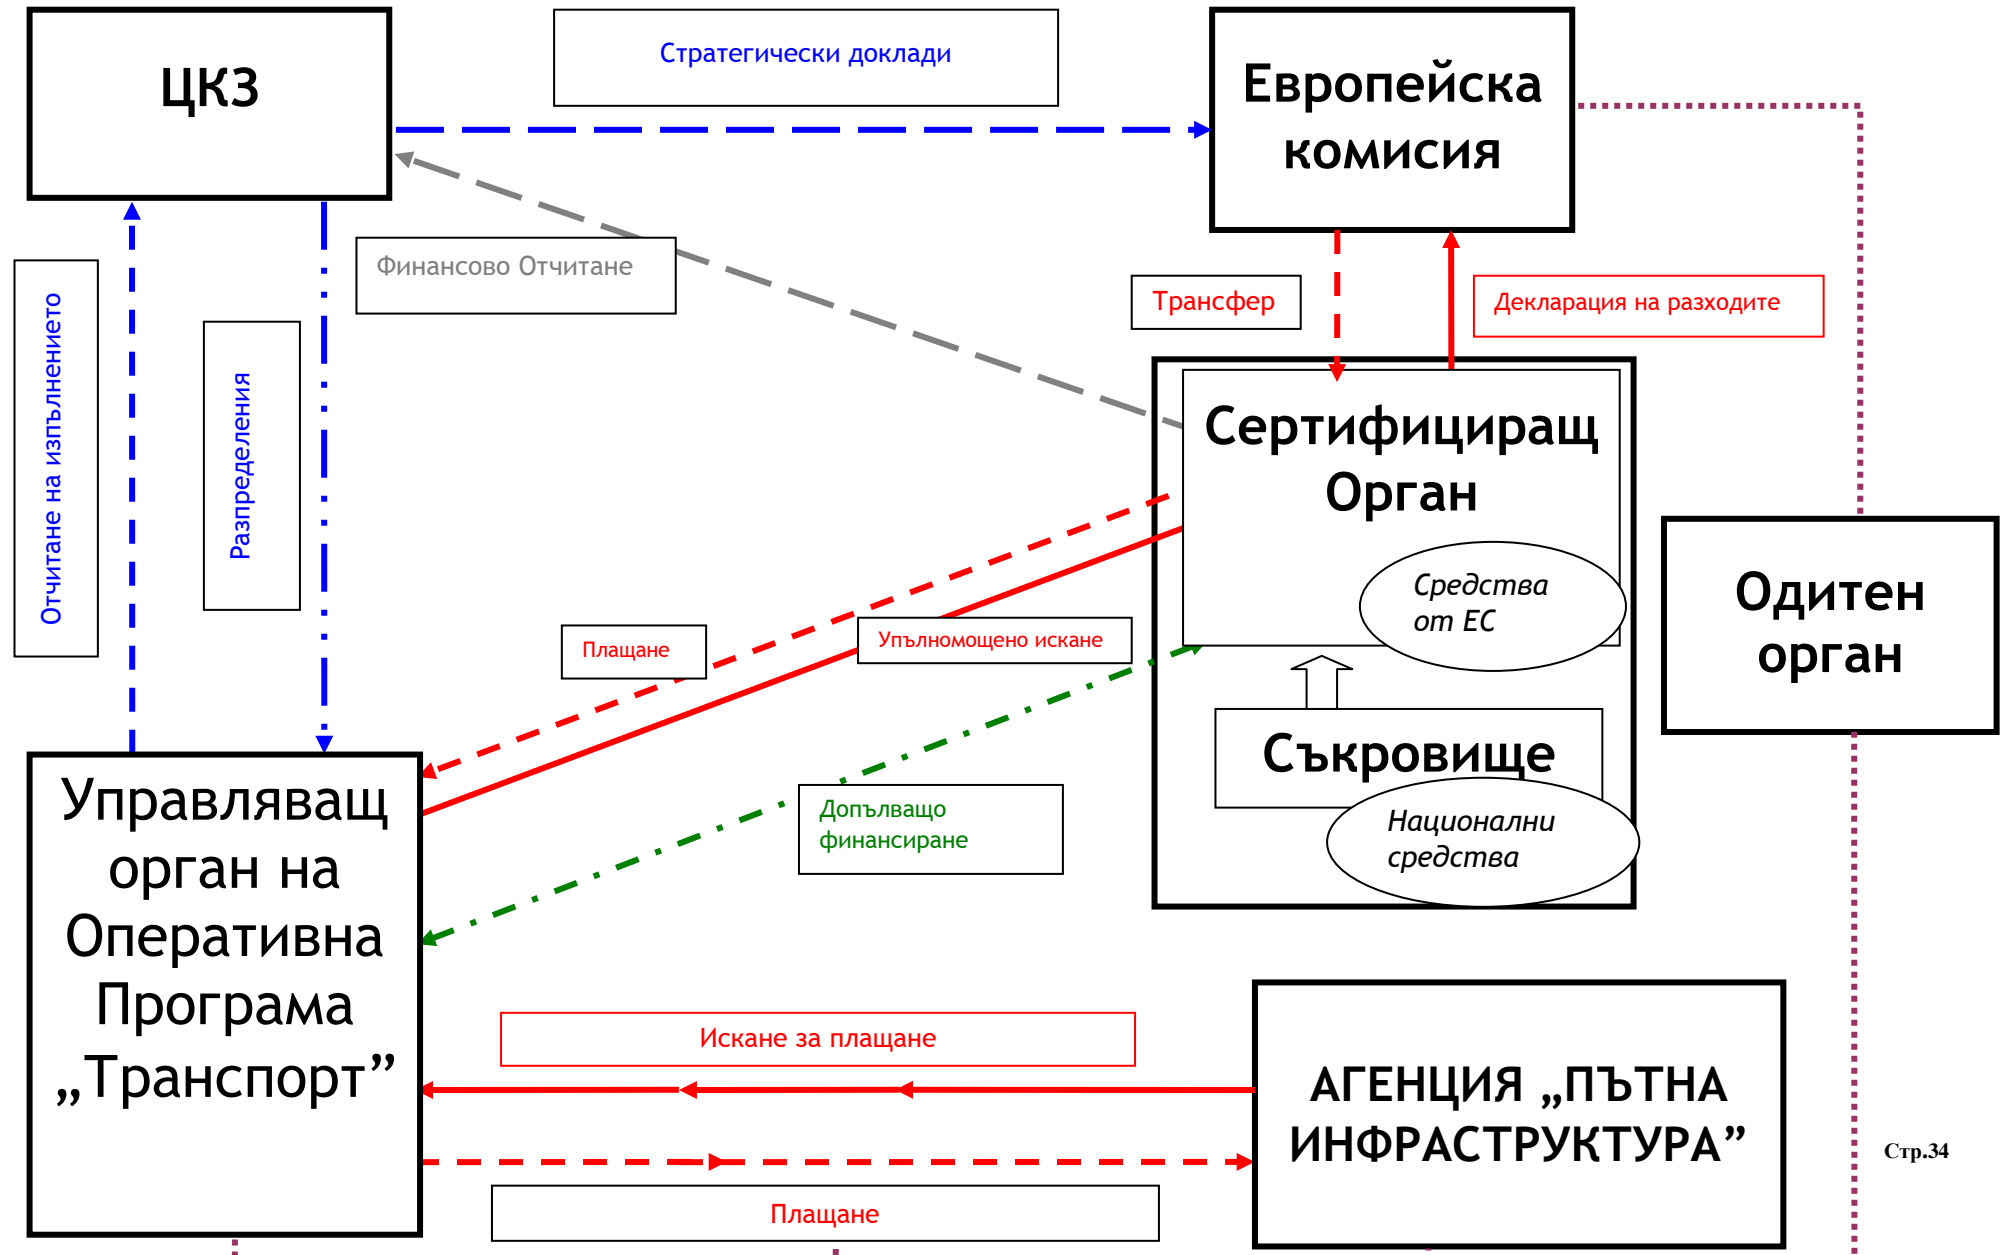 ЦКЗ
Стратегически доклади
Европейска
комисия
Финансово Отчитане
Трансфер
Декларация на разходите
Отчитане на изпълнението
Разпределения
Сертифициращ
Орган
Средства
от ЕС
Одитен
орган
Плащане
Упълномощено искане
Съкровище
Национални
средства
Допълващо
финансиране
Управляващ
орган на
Оперативна
Програма
„Транспорт”
Искане за плащане
АГЕНЦИЯ „ПЪТНА
ИНФРАСТРУКТУРА”
Стр.34
Плащане